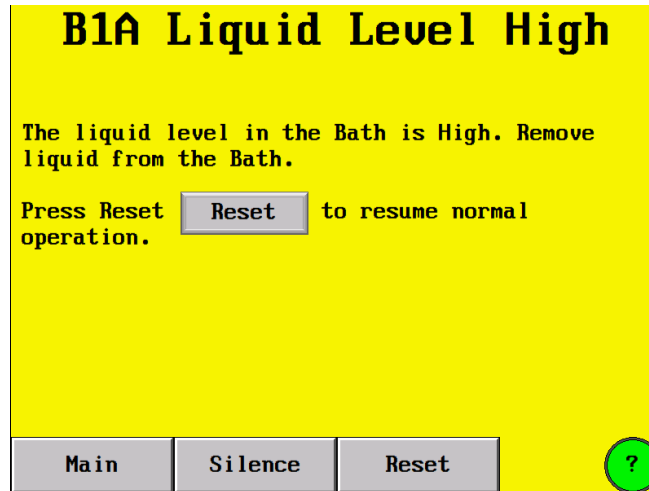 B1A Liquid Level High
The liquid level in the Bath is High. Remove
liquid from the Bath.
Press Reset Reset to resume normal
operation.
Main Silence Reset ?